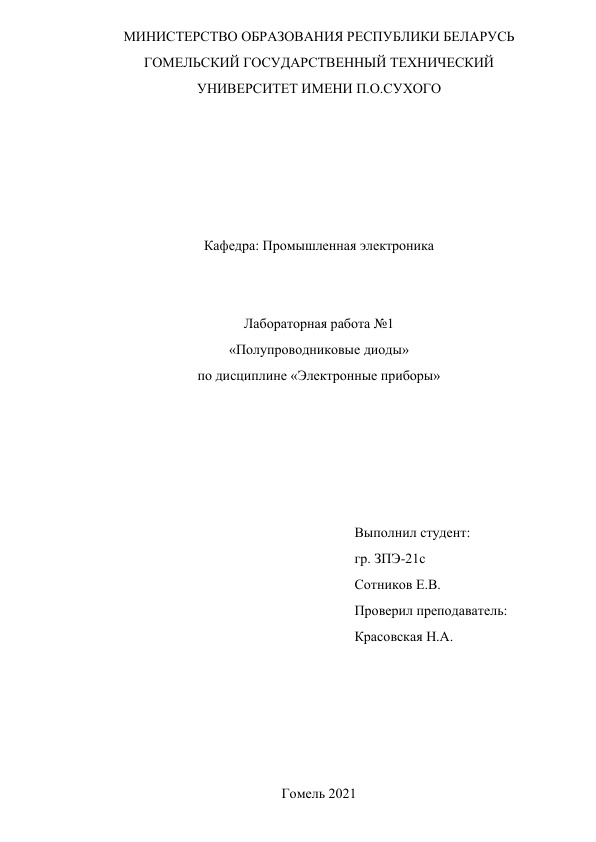 МИНИСТЕРСТВО ОБРАЗОВАНИЯ РЕСПУБЛИКИ БЕЛАРУСЬ
ГОМЕЛЬСКИЙ ГОСУДАРСТВЕННЫЙ ТЕХНИЧЕСКИЙ
УНИВЕРСИТЕТ ИМЕНИ П.О.СУХОГО
Кафедра: Промышленная электроника
Лабораторная работа №1
«Полупроводниковые диоды»
по дисциплине «Электронные приборы»
Выполнил студент:
гр. ЗПЭ-21с
Сотников Е.В.
Проверил преподаватель:
Красовская Н.А.
Гомель 2021